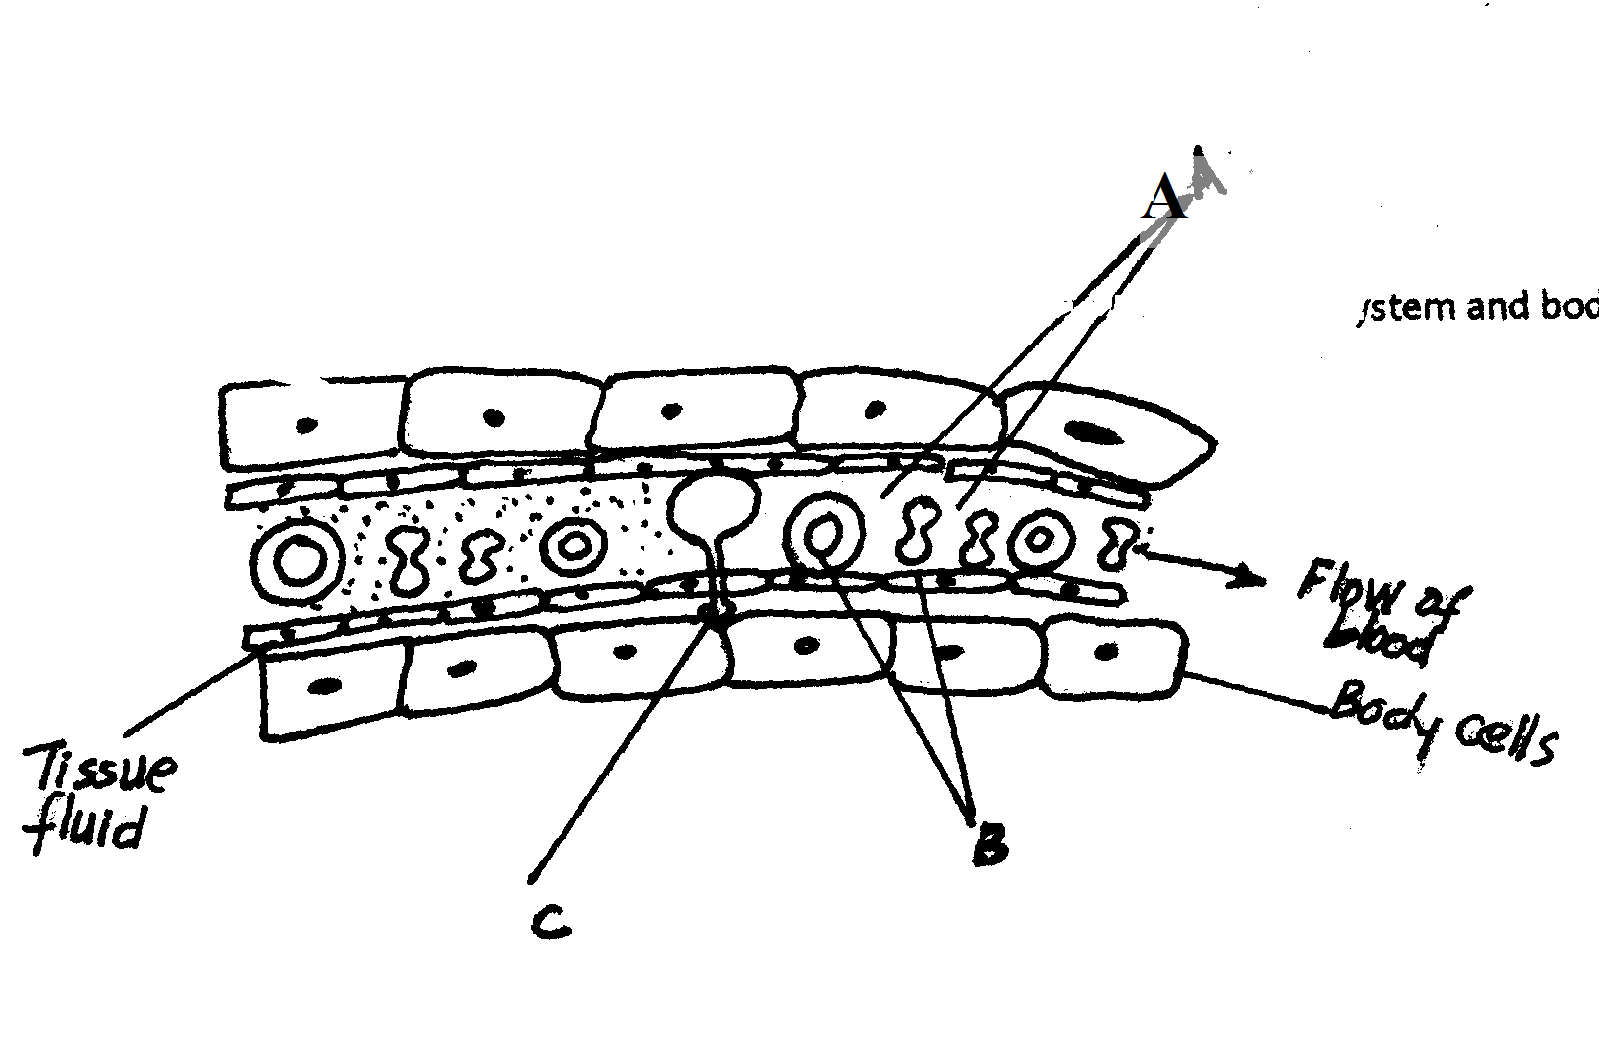 A A
ystem and bod
Flow of
blood
Body cells
Tissue
fluid
B
C